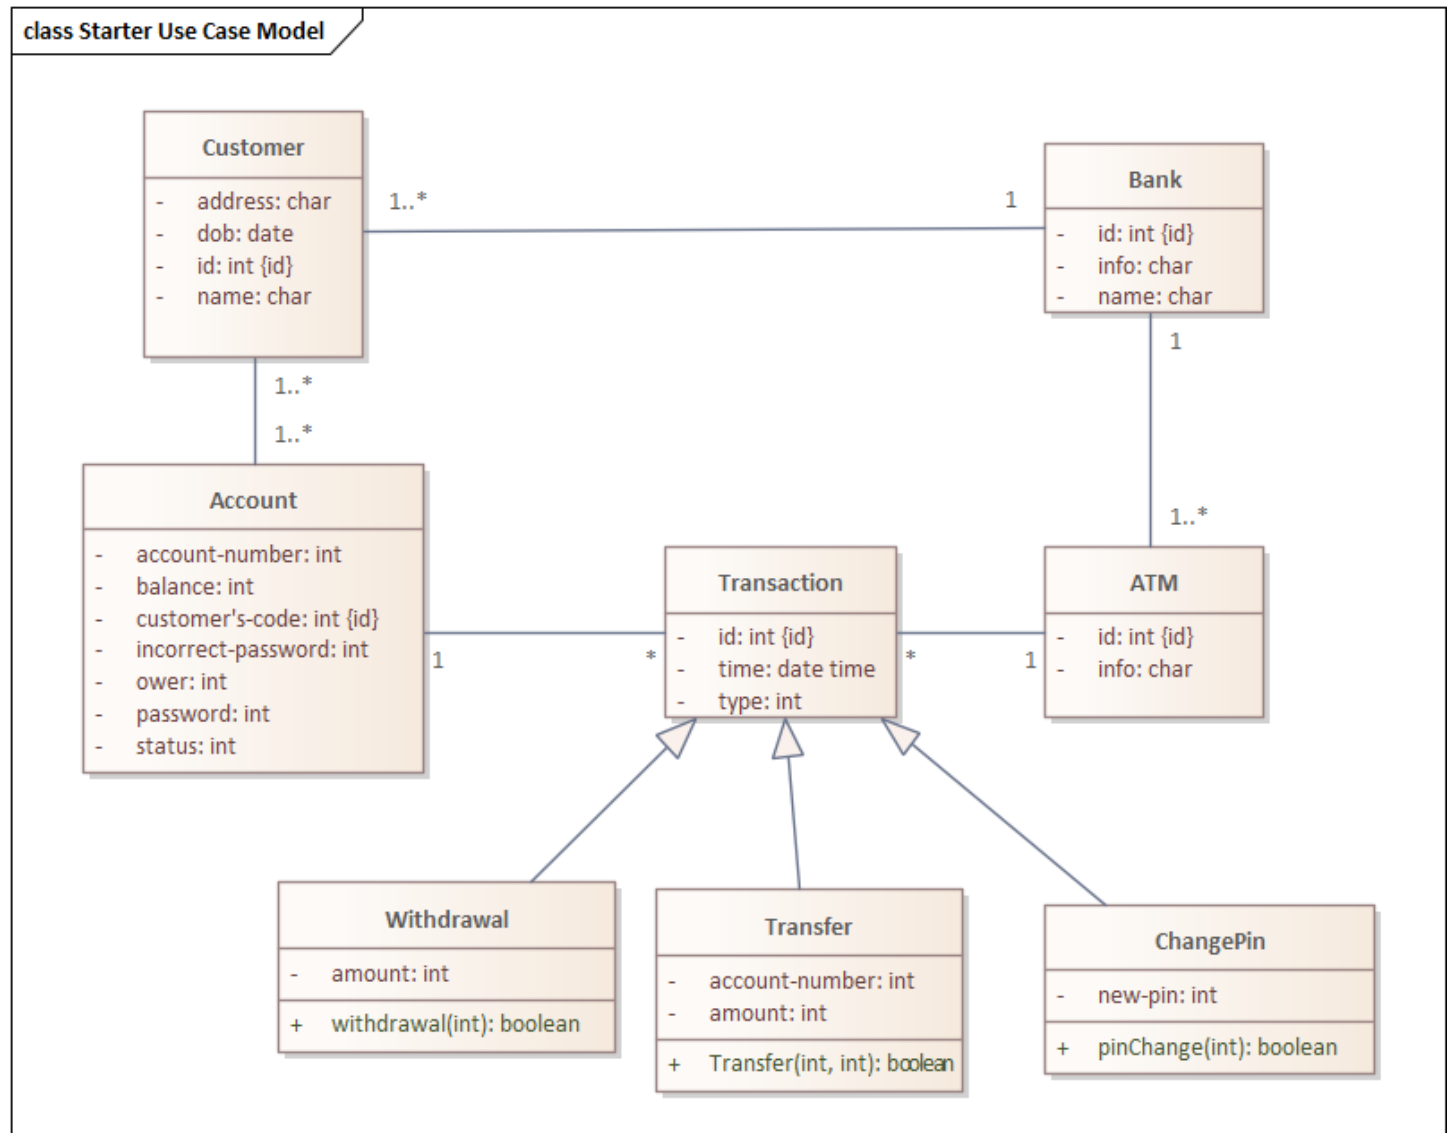 class Starter Use Case Model
Customer
- address: char
- dob: date
- id: int {id}
- name: char
1..*
1
Bank
- id: int {id}
- info: char
- name: char
1..*
1..*
1
1..*
Account
- account-number: int
- balance: int
- customer's-code: int {id}
- incorrect-password: int
- ower: int
- password: int
- status: int
1
*
Transaction
- id: int {id}
- time: date time
- type: int
*
1
ATM
- id: int {id}
- info: char
Withdrawal
- amount: int
+ withdrawal(int): boolean
Transfer
- account-number: int
- amount: int
+ Transfer(int, int): boolean
ChangePin
- new-pin: int
+ pinChange(int): boolean